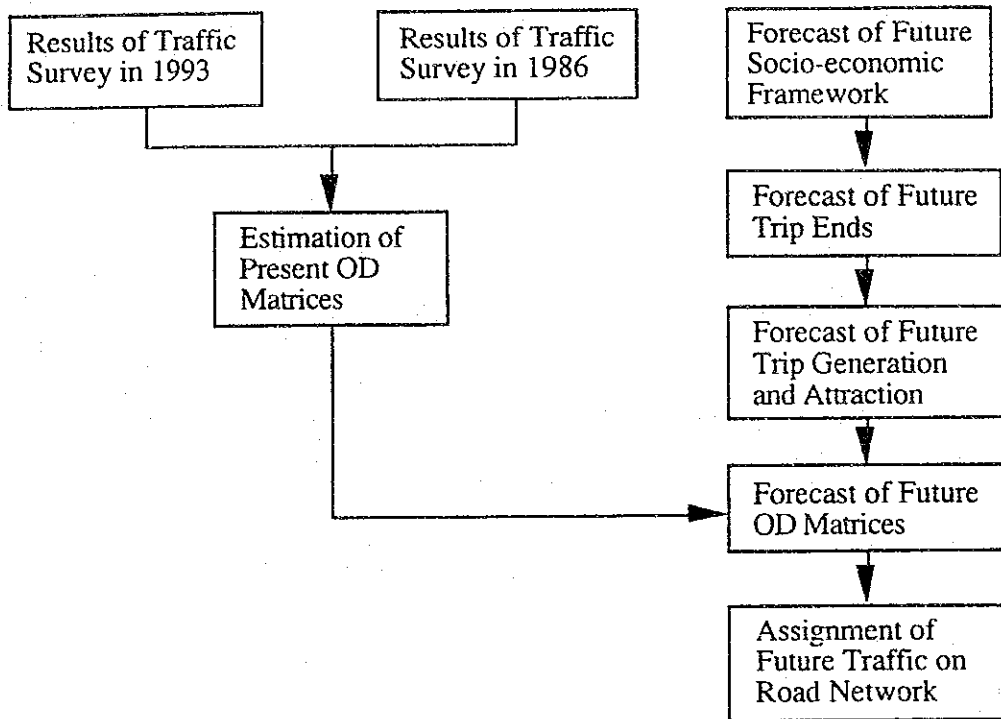 Results of Traffic
Survey in 1993
Results of Traffic
Survey in 1986
Forecast of Future
Socio-economic
Framework
Forecast of Future
Trip Ends
Estimation of
Present OD
Matrices
Forecast of Future
Trip Generation
and Attraction
Forecast of Future
OD Matrices
Assignment of
Future Traffic on
Road Network